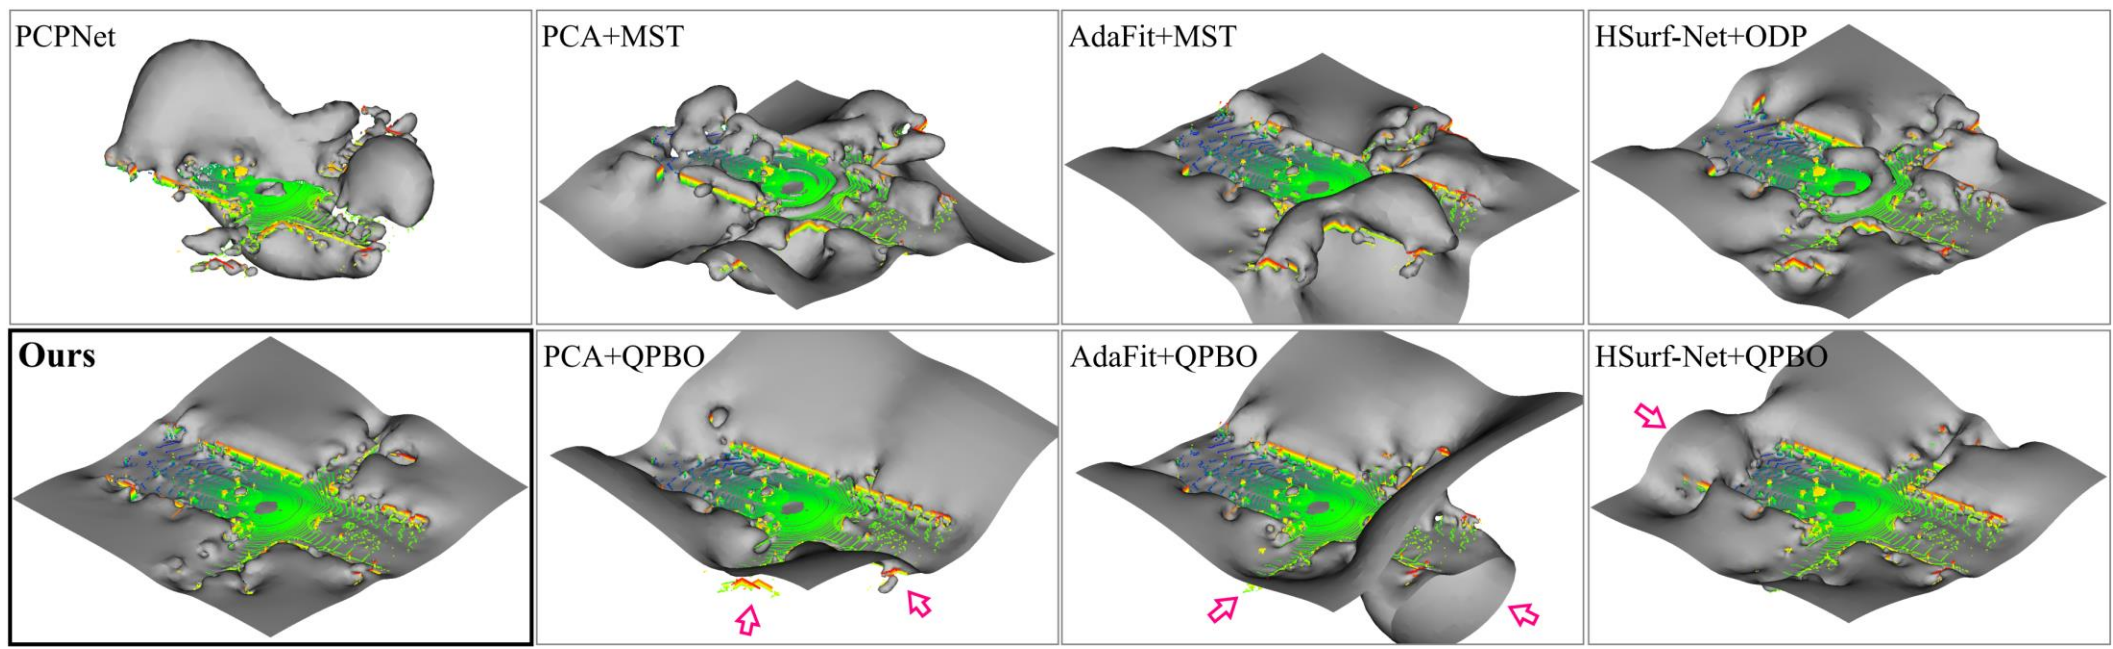 PCPNet
PCA+MST
AdaFit+MST
HSurf-Net+ODP
Ours
PCA+QPBO
AdaFit+QPBO
HSurf-Net+QPBO